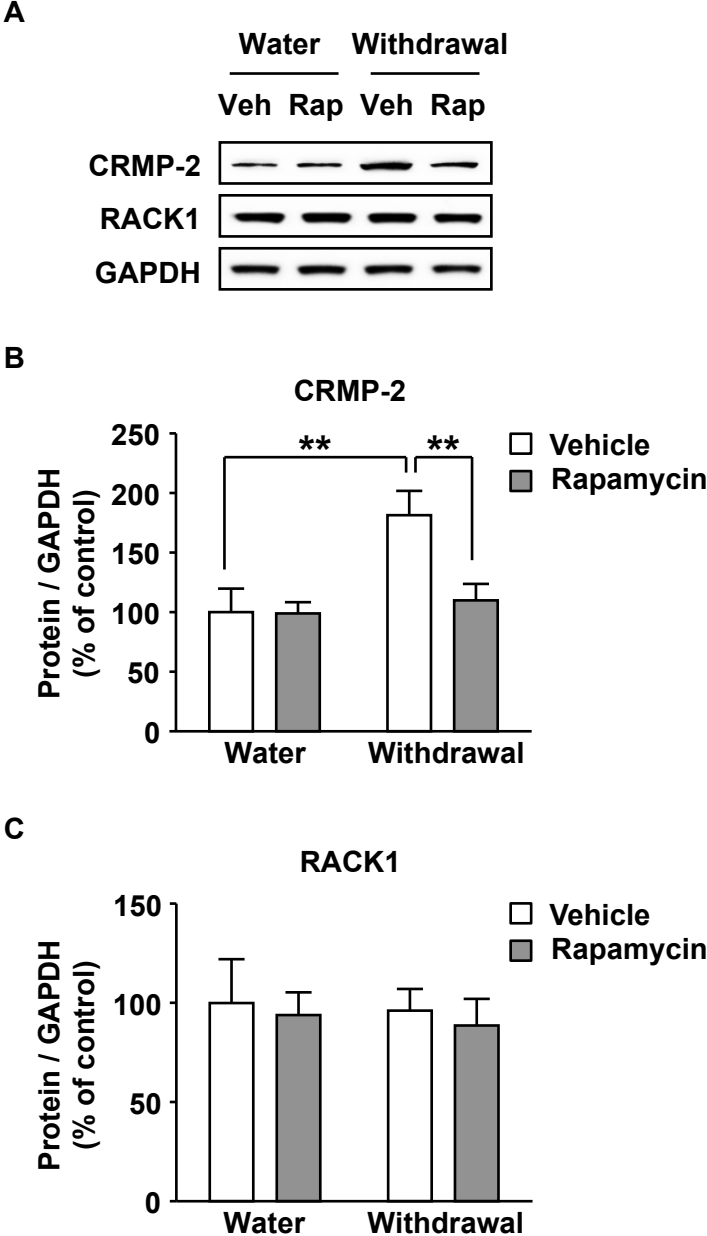 A
Water Withdrawal
Veh Rap Veh Rap
CRMP-2
RACK1
GAPDH
B
CRMP-2
Protein / GAPDH
(% of control)
250
200
150
100
50
0
** **
Vehicle
Rapamycin
Water Withdrawal
C
RACK1
Protein / GAPDH
(% of control)
150
100
50
0
Vehicle
Rapamycin
Water Withdrawal